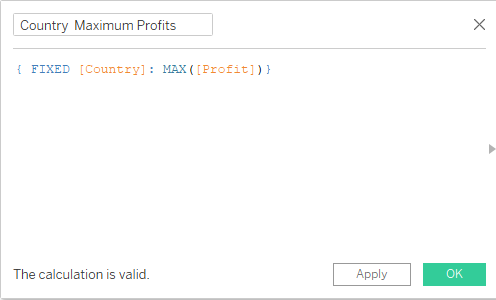 Country  Maximum Profits
{ FIXED [Country]: MAX([Profit])}
The calculation is valid.
Apply
OK